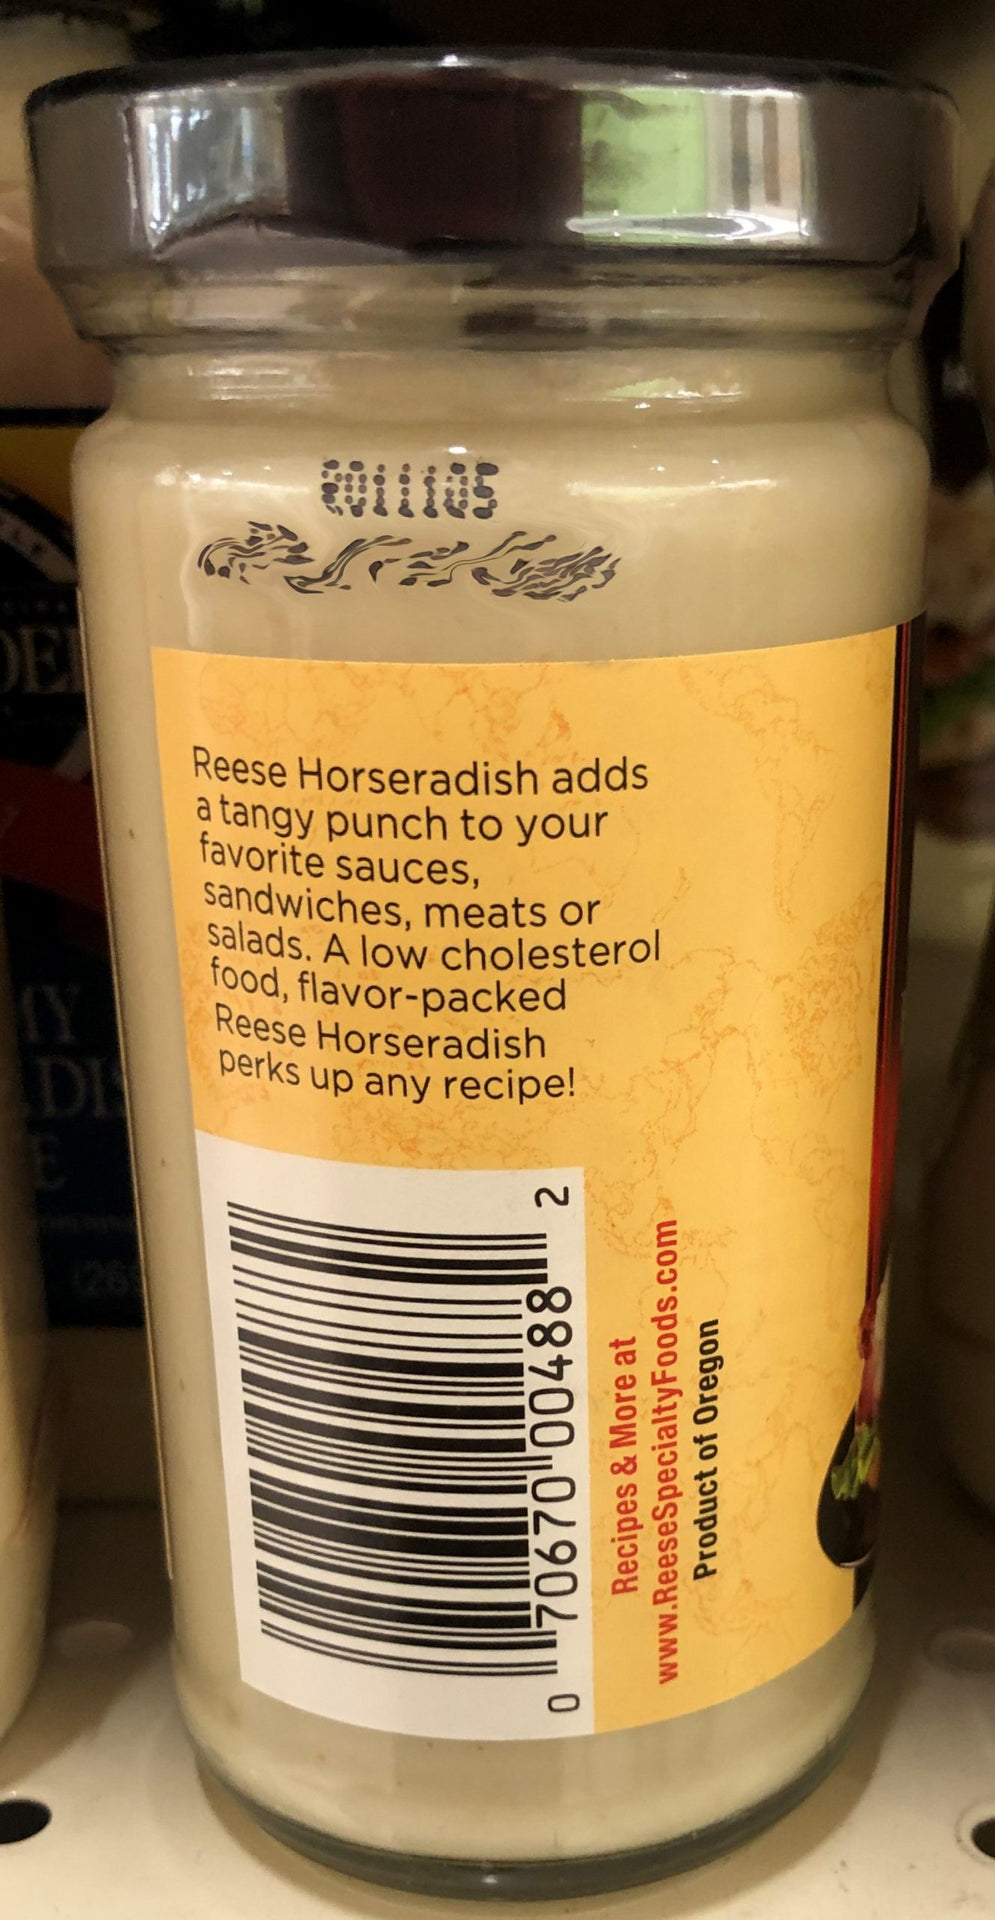 Reese Horseradish adds
a tangy punch to your
favorite sauces,
sandwiches, meats or
salads. A low cholesterol
food, flavor-packed
Reese Horseradish
perks up any recipe!
0 70670 00488 2
Recipes & More at
www.ReeseSpecialtyFoods.com
Product of Oregon